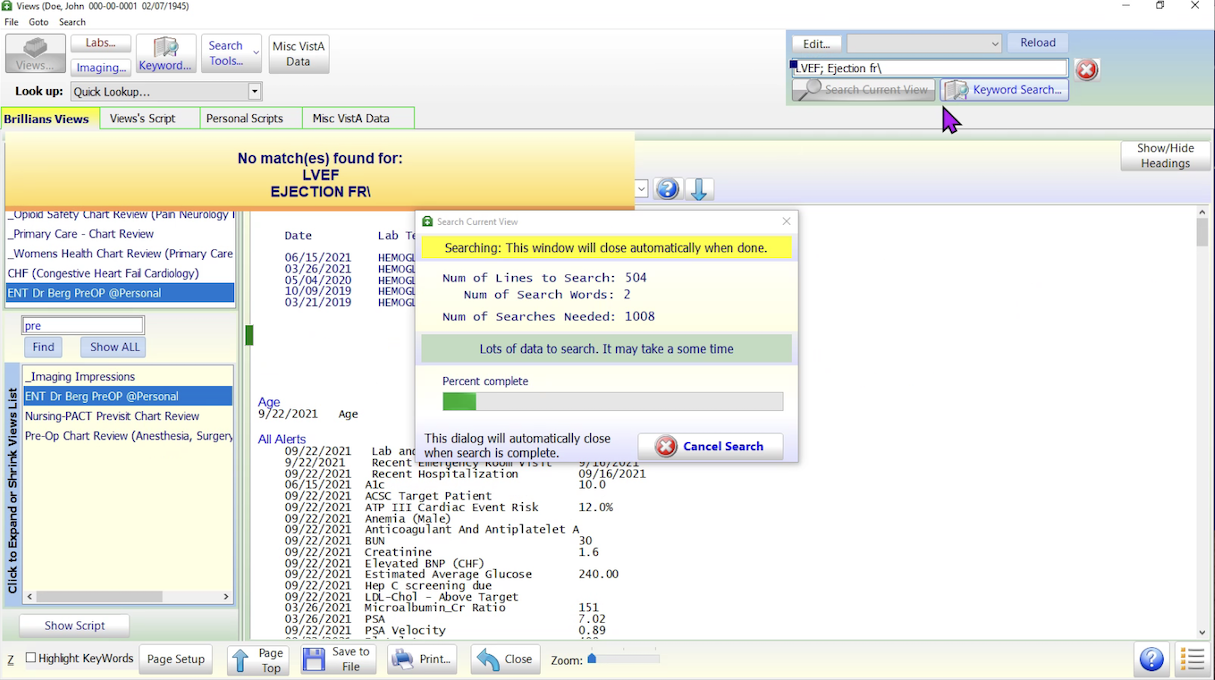 Views (Doe, John 000-00-0001 02/07/1945)
File Goto Search
Views...
Labs...
Imaging...
Keyword...
Search Tools...
Misc VistA Data
Edit...
Reload
LVEF; Ejection fr\
Search Current View
Keyword Search...
Look up: Quick Lookup...
Brillians Views
Views's Script
Personal Scripts
Misc VistA Data
No match(es) found for:
LVEF
EJECTION FR\
Show/Hide
Headings
_Opioid Safety Chart Review (Pain Neurology
_Primary Care - Chart Review
_Womens Health Chart Review (Primary Care
CHF (Congestive Heart Fail Cardiology)
ENT Dr Berg PreOP @Personal
pre
Find
Show ALL
Click to Expand or Shrink Views List
_Imaging Impressions
ENT Dr Berg PreOP @Personal
Nursing-PACT Previsit Chart Review
Pre-Op Chart Review (Anesthesia, Surgery,
Show Script
Date Lab Te
06/15/2021 HEMOGL
03/26/2021 HEMOGL
05/04/2020 HEMOGL
10/09/2019 HEMOGL
03/21/2019 HEMOGL
Search Current View
Searching: This window will close automatically when done.
Num of Lines to Search: 504
Num of Search Words: 2
Num of Searches Needed: 1008
Lots of data to search. It may take a some time
Percent complete
This dialog will automatically close
when search is complete.
Cancel Search
Age
9/22/2021 Age
All Alerts
09/22/2021 Lab and
9/22/2021 Recent Emergency Room Visit 9/16/2021
09/22/2021 Recent Hospitalization 09/16/2021
06/15/2021 A1c 10.0
09/22/2021 ACSC Target Patient
09/22/2021 ATP III Cardiac Event Risk 12.0%
09/22/2021 Anemia (Male)
09/22/2021 Anticoagulant And Antiplatelet A
09/22/2021 BUN 30
09/22/2021 Creatinine 1.6
09/22/2021 Elevated BNP (CHF)
09/22/2021 Estimated Average Glucose 240.00
09/22/2021 Hep C screening due
09/22/2021 LDL-Chol - Above Target
03/26/2021 Microalbumin_Cr Ratio 151
03/26/2021 PSA 7.02
09/22/2021 PSA Velocity 0.89
Z
Highlight KeyWords
Page Setup
Page Top
Save to File
Print...
Close
Zoom: